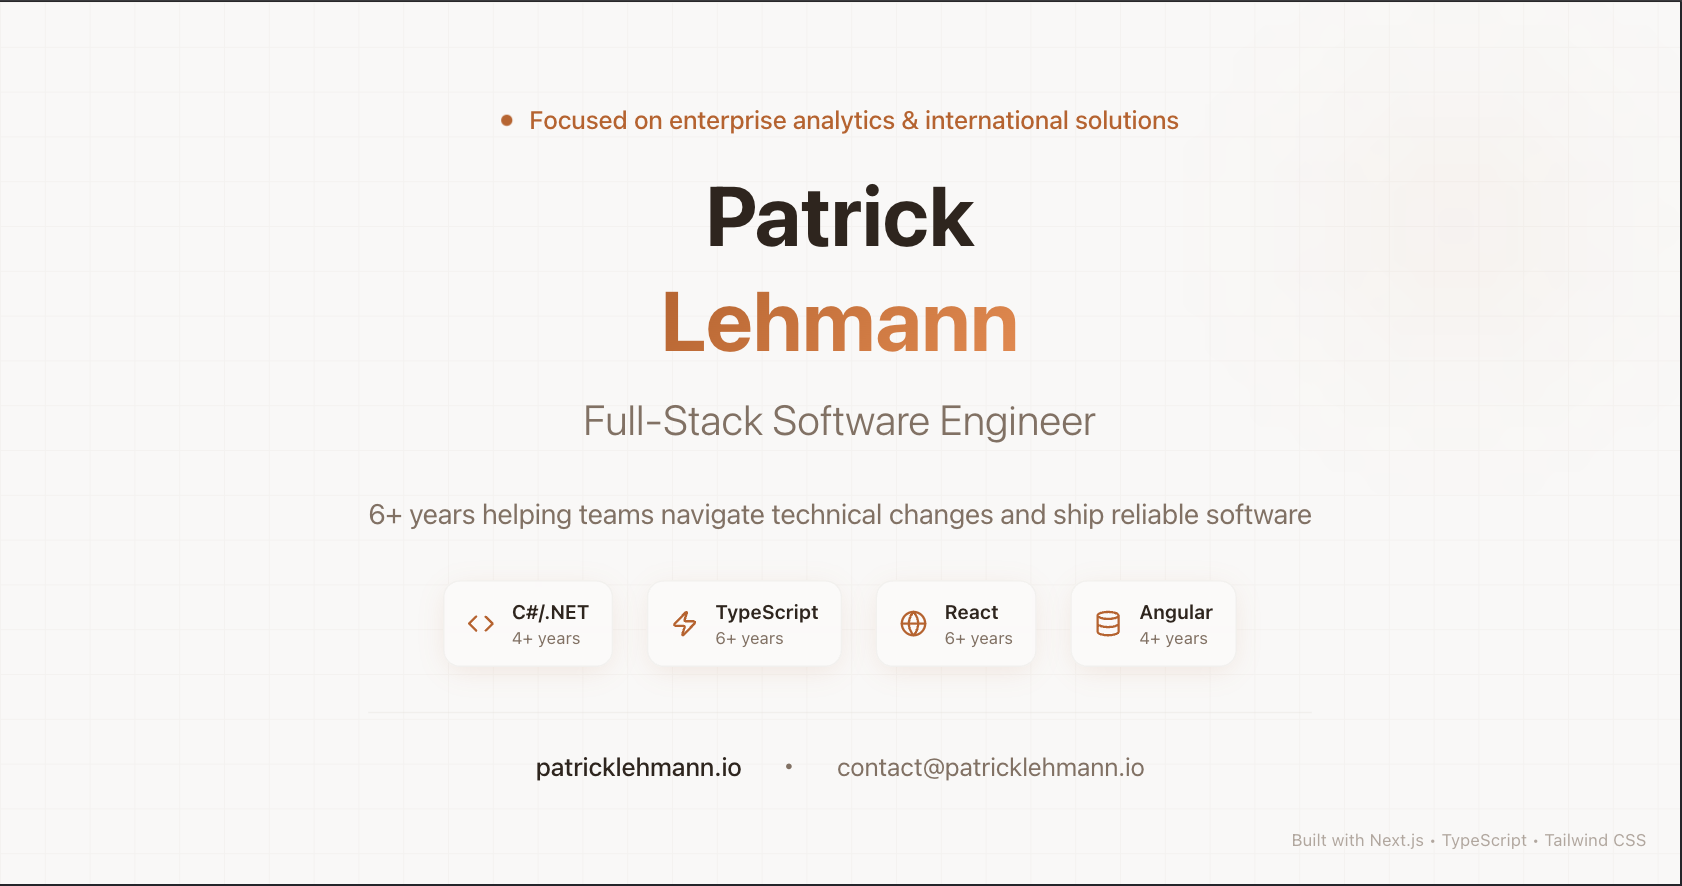 Focused on enterprise analytics & international solutions
Patrick
Lehmann
Full-Stack Software Engineer
6+ years helping teams navigate technical changes and ship reliable software
C#/.NET
4+ years
TypeScript
6+ years
React
6+ years
Angular
4+ years
patricklehmann.io • contact@patricklehmann.io
Built with Next.js • TypeScript • Tailwind CSS